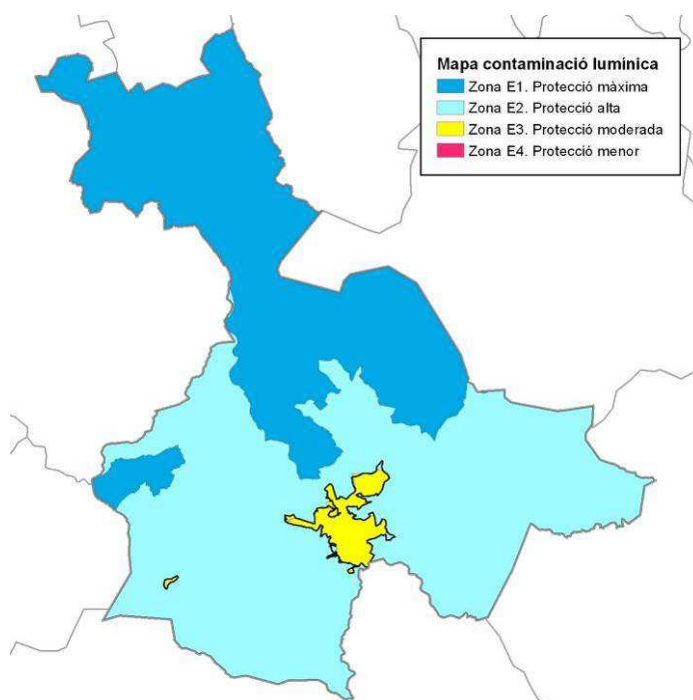 Mapa contaminació lumínica
Zona E1. Protecció màxima
Zona E2. Protecció alta
Zona E3. Protecció moderada
Zona E4. Protecció menor